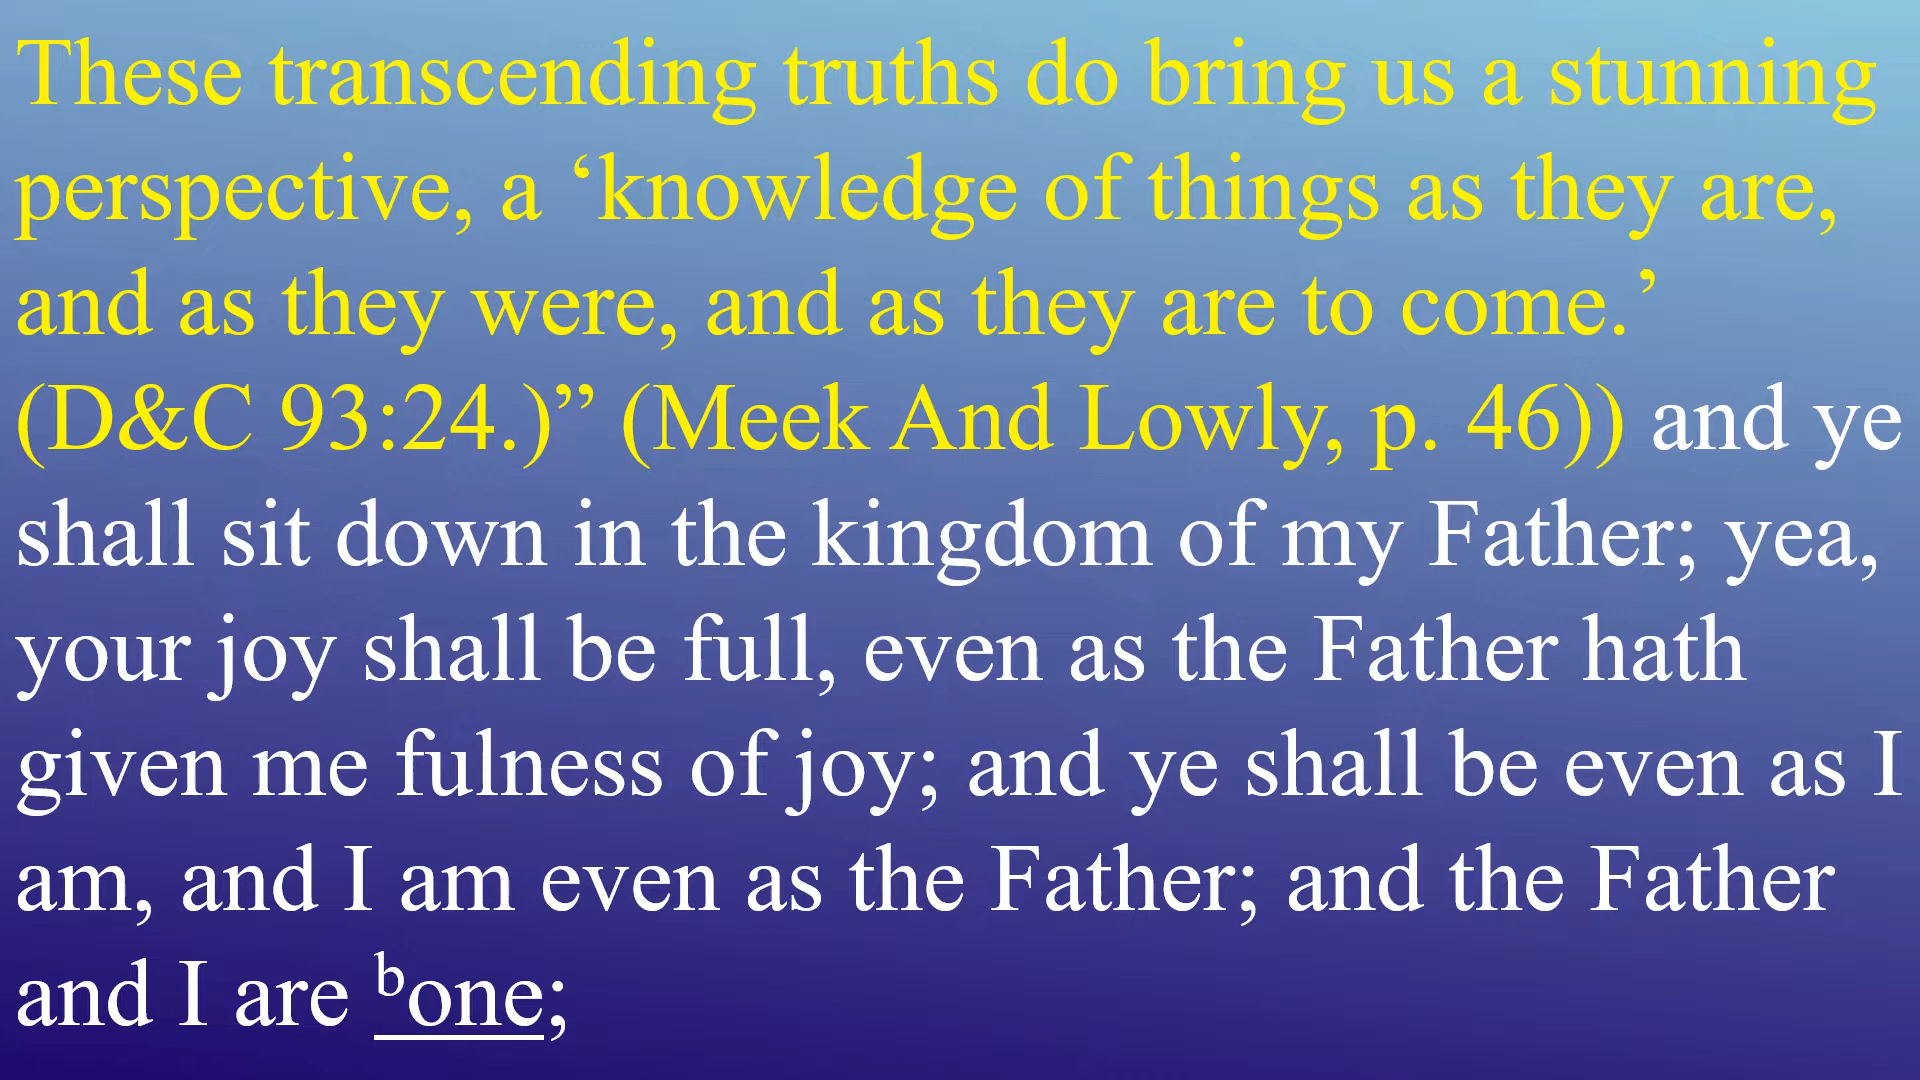 These transcending truths do bring us a stunning
perspective, a ‘knowledge of things as they are,
and as they were, and as they are to come.’
(D&C 93:24.)” (Meek And Lowly, p. 46)) and ye
shall sit down in the kingdom of my Father; yea,
your joy shall be full, even as the Father hath
given me fulness of joy; and ye shall be even as I
am, and I am even as the Father; and the Father
and I are bone;